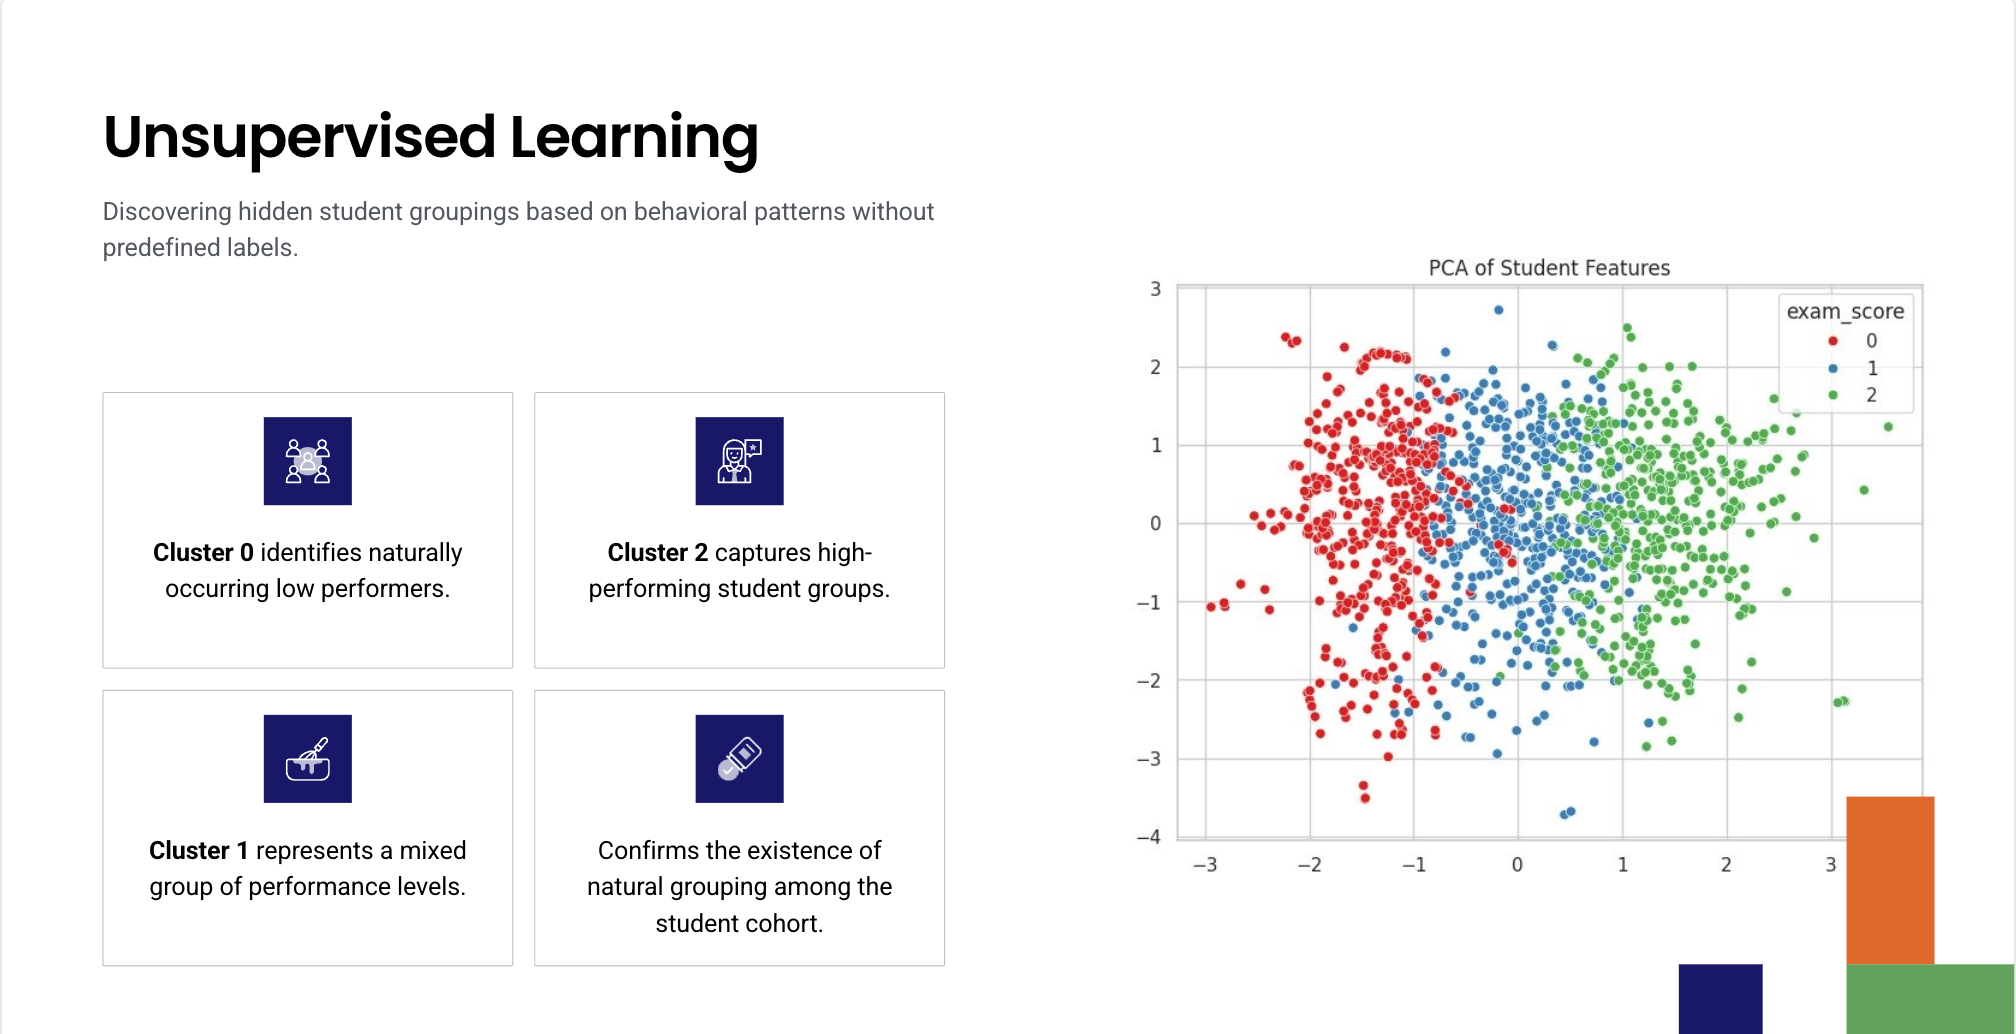 Unsupervised Learning
Discovering hidden student groupings based on behavioral patterns without
predefined labels.
Cluster 0 identifies naturally
occurring low performers.
Cluster 2 captures high-
performing student groups.
Cluster 1 represents a mixed
group of performance levels.
Confirms the existence of
natural grouping among the
student cohort.
PCA of Student Features
exam_score
0
1
2
3
2
1
0
−1
−2
−3
−4
−3
−2
−1
0
1
2
3